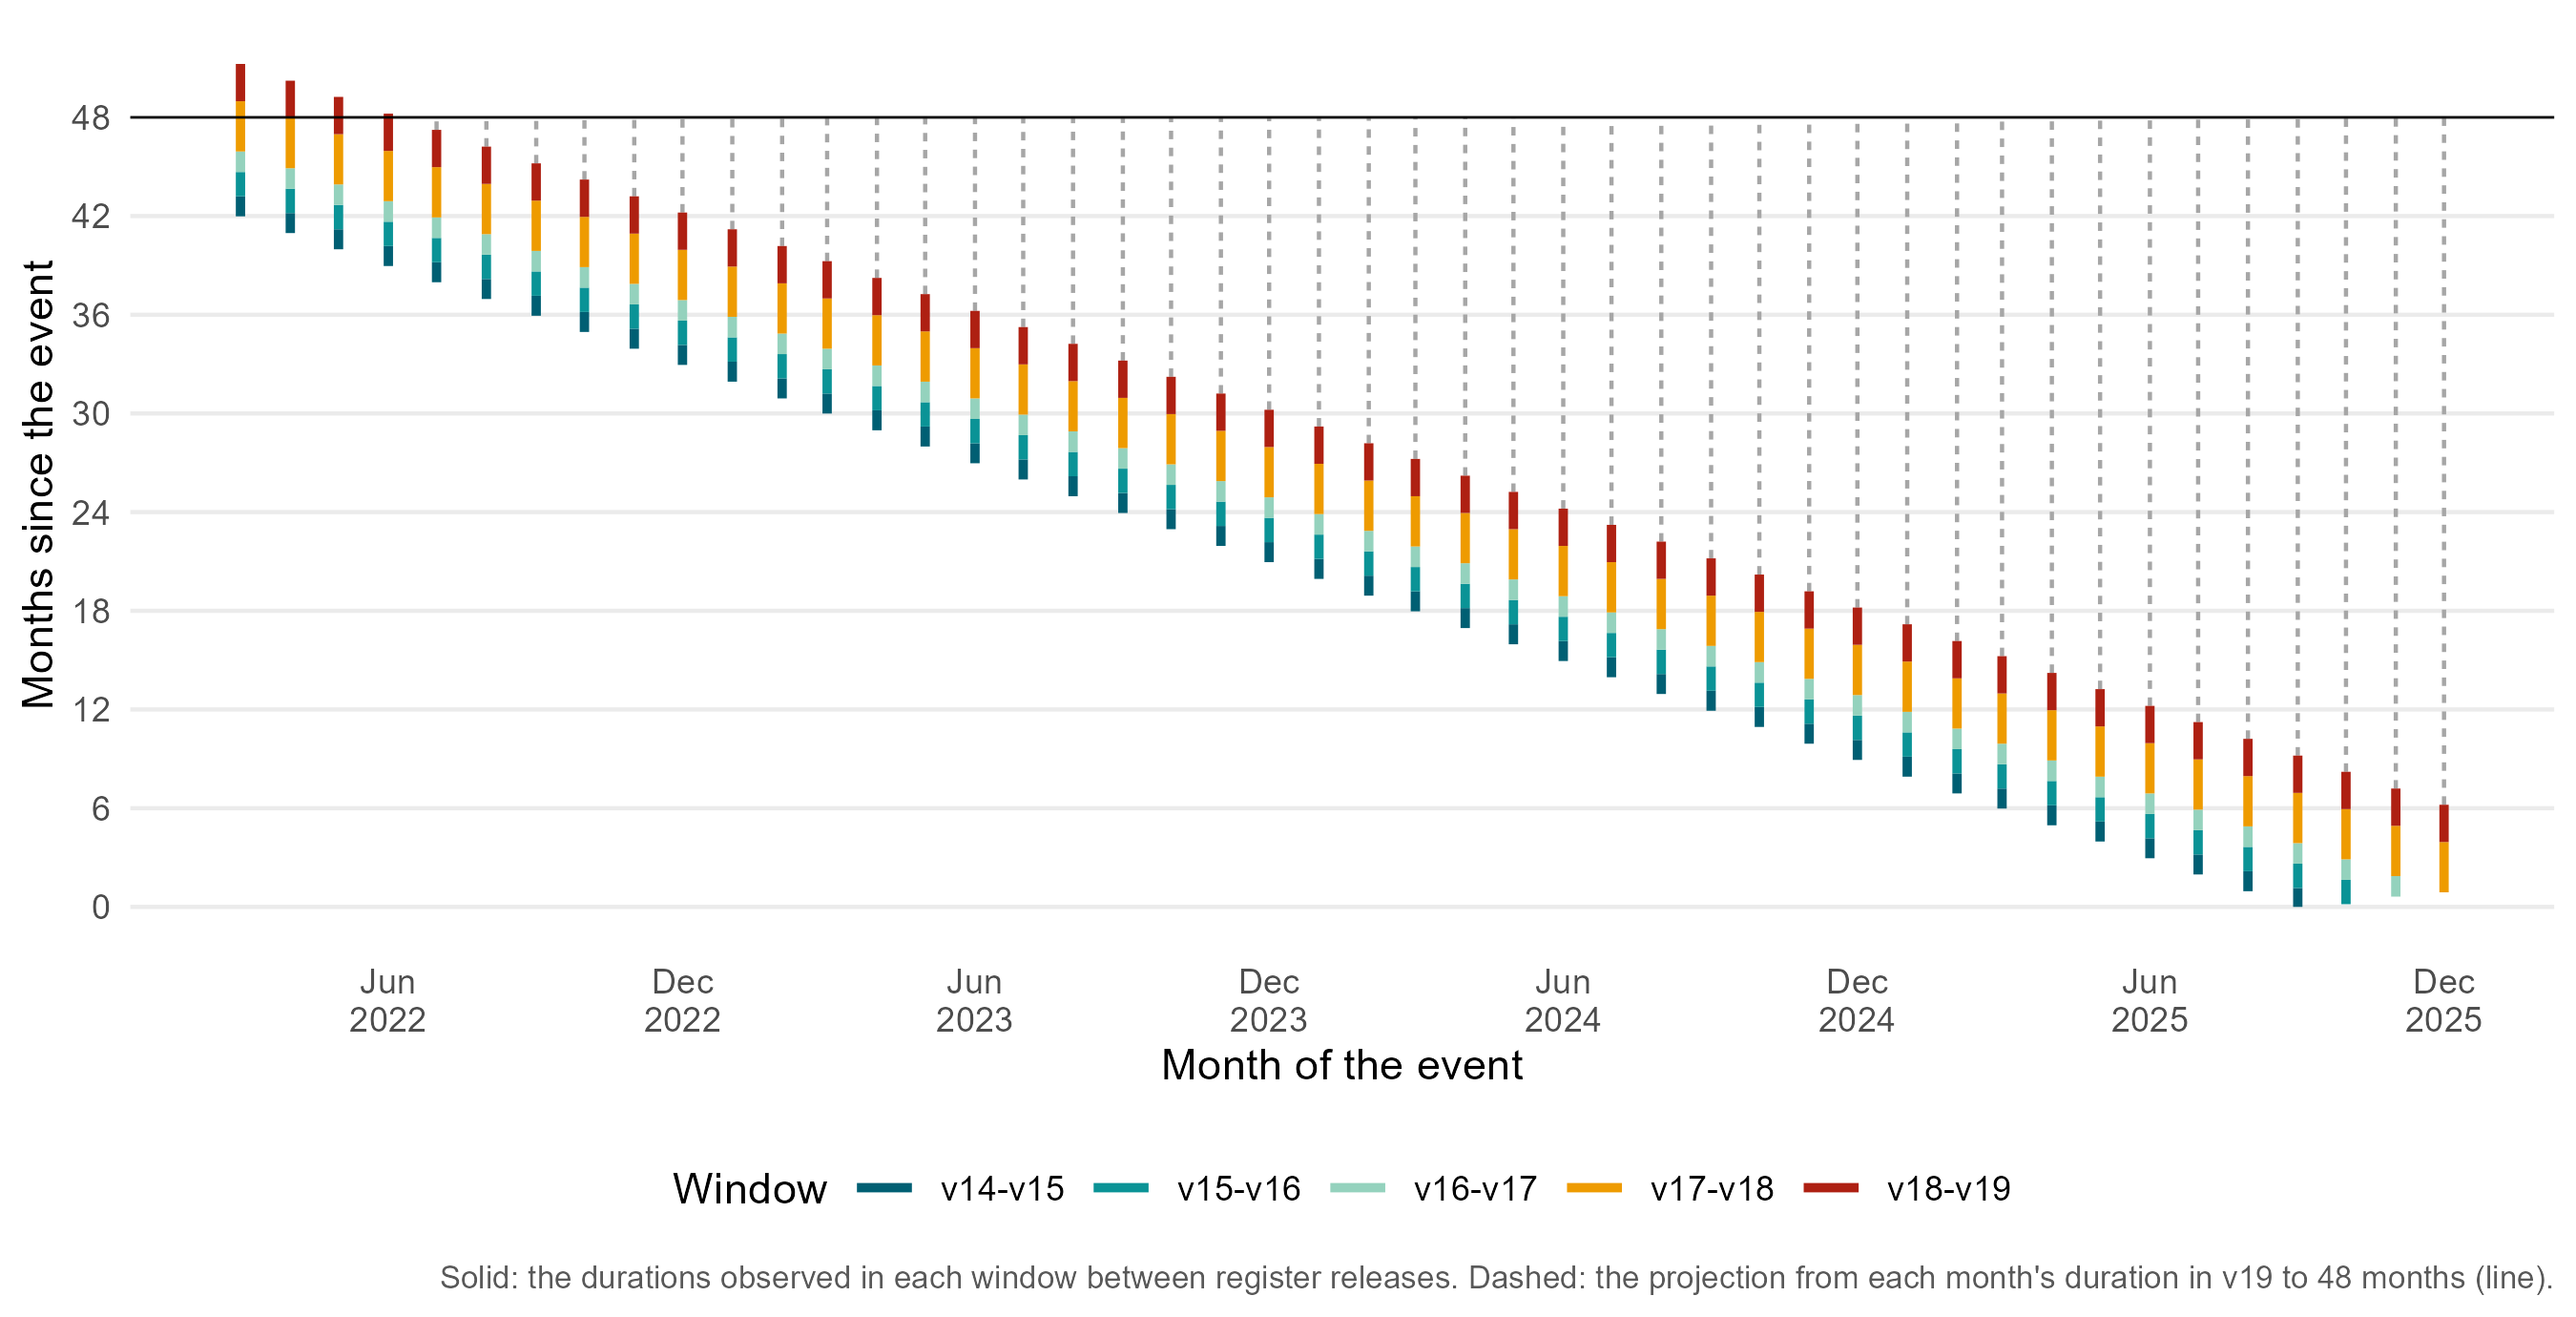 48
42
36
30
24
18
12
6
0
Months since the event
Jun 2022
Dec 2022
Jun 2023
Dec 2023
Jun 2024
Dec 2024
Jun 2025
Dec 2025
Month of the event
Window v14-v15 v15-v16 v16-v17 v17-v18 v18-v19
Solid: the durations observed in each window between register releases. Dashed: the projection from each month's duration in v19 to 48 months (line).